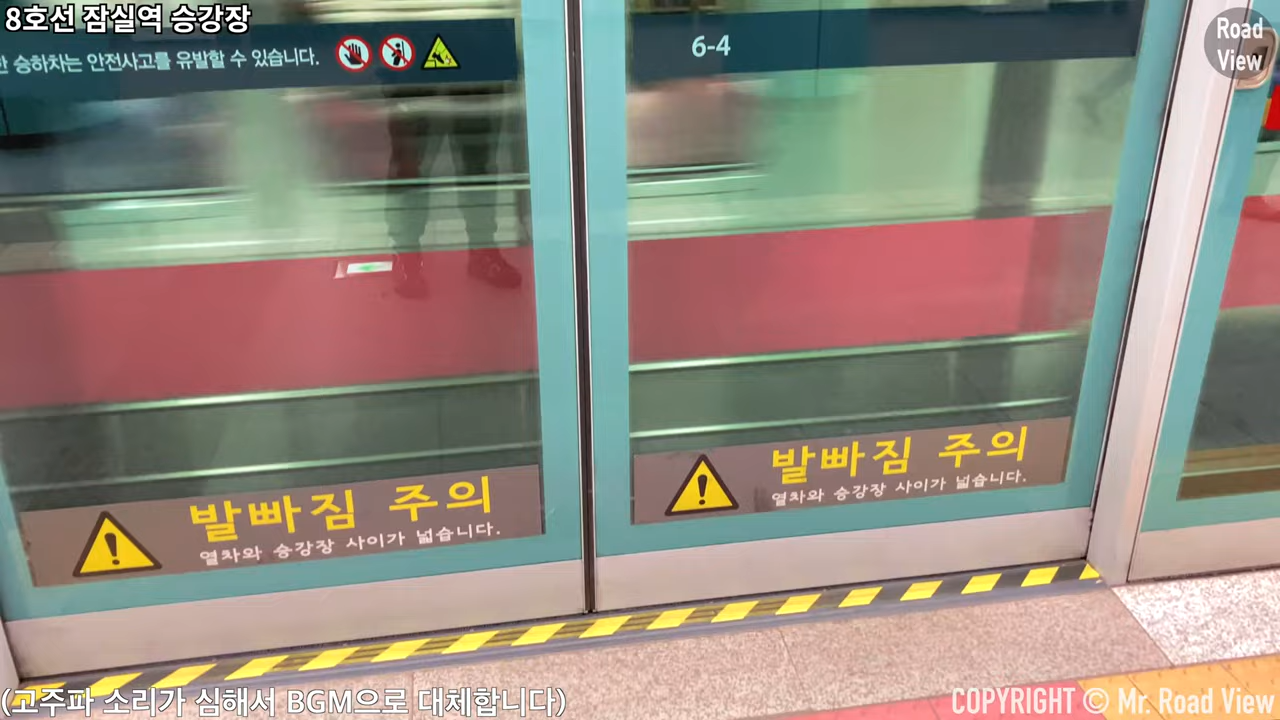 8호선 잠실역 승강장
한 승하차는 안전사고를 유발할 수 있습니다.
6-4
Road
View
발빠짐 주의
열차와 승강장 사이가 넓습니다.
발빠짐 주의
열차와 승강장 사이가 넓습니다.
(고주파 소리가 심해서 BGM으로 대체합니다)
COPYRIGHT © Mr. Road View